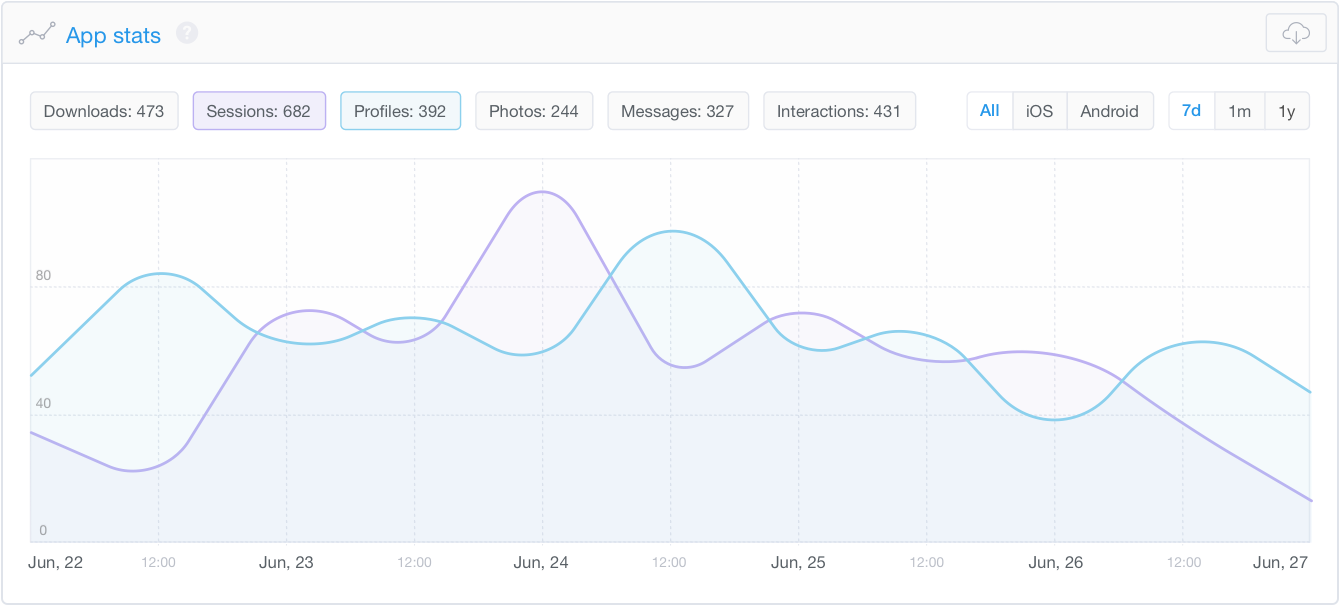 App stats ?
Downloads: 473 Sessions: 682 Profiles: 392 Photos: 244 Messages: 327 Interactions: 431 All iOS Android 7d 1m 1y
80
40
0
Jun, 22 12:00 Jun, 23 12:00 Jun, 24 12:00 Jun, 25 12:00 Jun, 26 12:00 Jun, 27